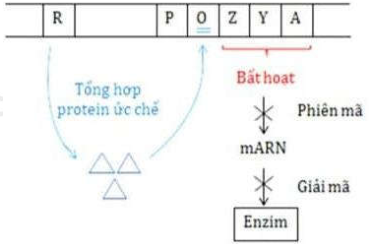 R P O Z Y A
Bất hoạt
Tổng hợp
protein ức chế
Phiên mã
mARN
Giải mã
Enzim